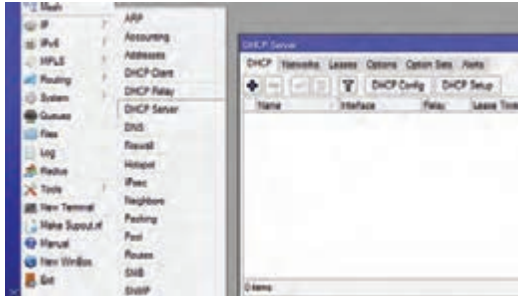 Mesh
IP
IPv6
MPLS
Routing
System
Queues
Files
Log
Radius
Tools
New Terminal
Make Supout.rif
Manual
New WinBox
Exit
ARP
Accounting
Addresses
DHCP Client
DHCP Relay
DHCP Server
DNS
Firewall
Hotspot
IPsec
Neighbors
Packing
Pool
Routes
SMB
SNMP
DHCP Server
DHCP Networks Leases Options Option Sets Alerts
DHCP Config DHCP Setup
Name Interface Relay Lease Time
0 items